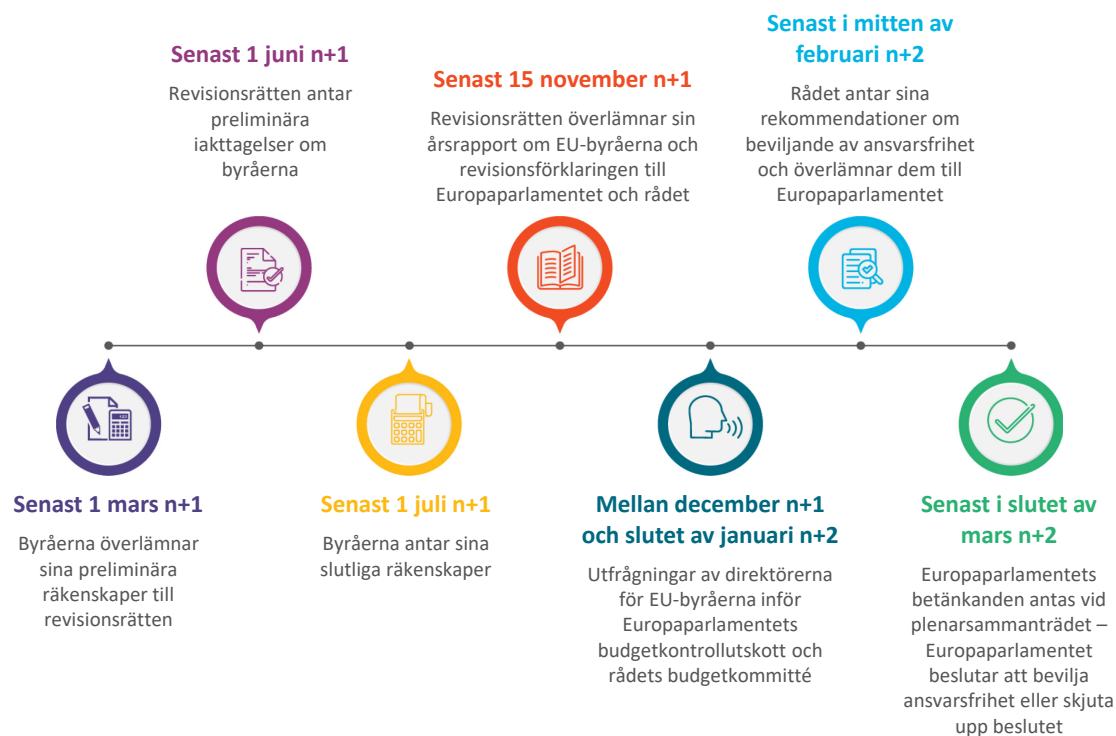 Senast 1 juni n+1
Revisionsrätten antar
preliminära
iakttagelser om
byråerna
Senast 15 november n+1
Revisionsrätten överlämnar sin
årsrapport om EU-byråerna och
revisionsförklaringen till
Europaparlamentet och rådet
Senast i mitten av
februari n+2
Rådet antar sina
rekommendationer om
beviljande av ansvarsfrihet
och överlämnar dem till
Europaparlamentet
Senast 1 mars n+1
Byråerna överlämnar
sina preliminära
räkenskaper till
revisionsrätten
Senast 1 juli n+1
Byråerna antar sina
slutliga räkenskaper
Mellan december n+1
och slutet av januari n+2
Utfrågningar av direktörerna
för EU-byråerna inför
Europaparlamentets
budgetkontrollutskott och
rådets budgetkommitté
Senast i slutet av
mars n+2
Europaparlamentets
betänkanden antas vid
plenarsammanträdet –
Europaparlamentet
beslutar att bevilja
ansvarsfrihet eller skjuta
upp beslutet